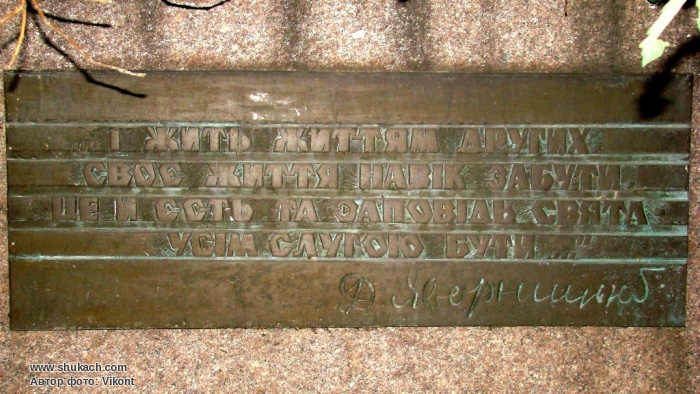 „...І ЖИТЬ ЖИТТЯМ ДРУГИХ
СВОЄ ЖИТТЯ НАВІК ЗАБУТИ
ЦЕ Й ЄСТЬ ТА ЗАПОВІДЬ СВЯТА-
УСІМ СЛУГОЮ БУТИ..."
Д Яворницький
www.shukach.com
Автор фото: Vikont